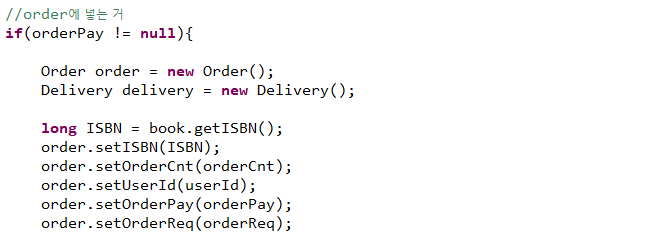 //order에 넣는 거
if(orderPay != null){
Order order = new Order();
Delivery delivery = new Delivery();
long ISBN = book.getISBN();
order.setISBN(ISBN);
order.setOrderCnt(orderCnt);
order.setUserId(userId);
order.setOrderPay(orderPay);
order.setOrderReq(orderReq);